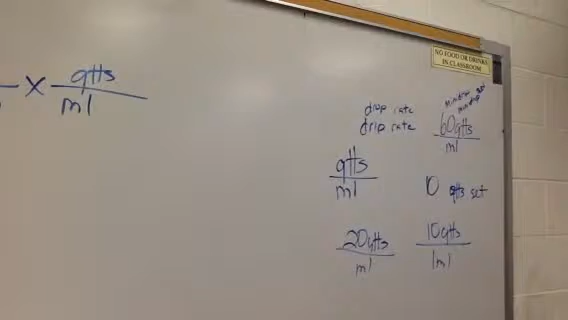 NO FOOD OR DRINKS
IN CLASSROOM
X gtts
ml
drop rate
drip rate
60gtts
ml
gtts
ml
10 gtts set
20gtts
ml
10gtts
1ml